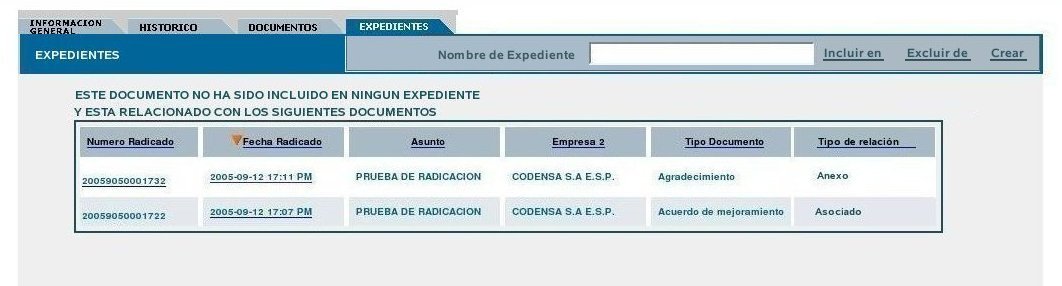 INFORMACION GENERAL HISTORICO DOCUMENTOS EXPEDIENTES
EXPEDIENTES Nombre de Expediente Incluir en Excluir de Crear
ESTE DOCUMENTO NO HA SIDO INCLUIDO EN NINGUN EXPEDIENTE
Y ESTA RELACIONADO CON LOS SIGUIENTES DOCUMENTOS
Numero Radicado Fecha Radicado Asunto Empresa 2 Tipo Documento Tipo de relación
20059050001732 2005-09-12 17:11 PM PRUEBA DE RADICACION CODENSA S.A E.S.P. Agradecimiento Anexo
20059050001722 2005-09-12 17:07 PM PRUEBA DE RADICACION CODENSA S.A E.S.P. Acuerdo de mejoramiento Asociado